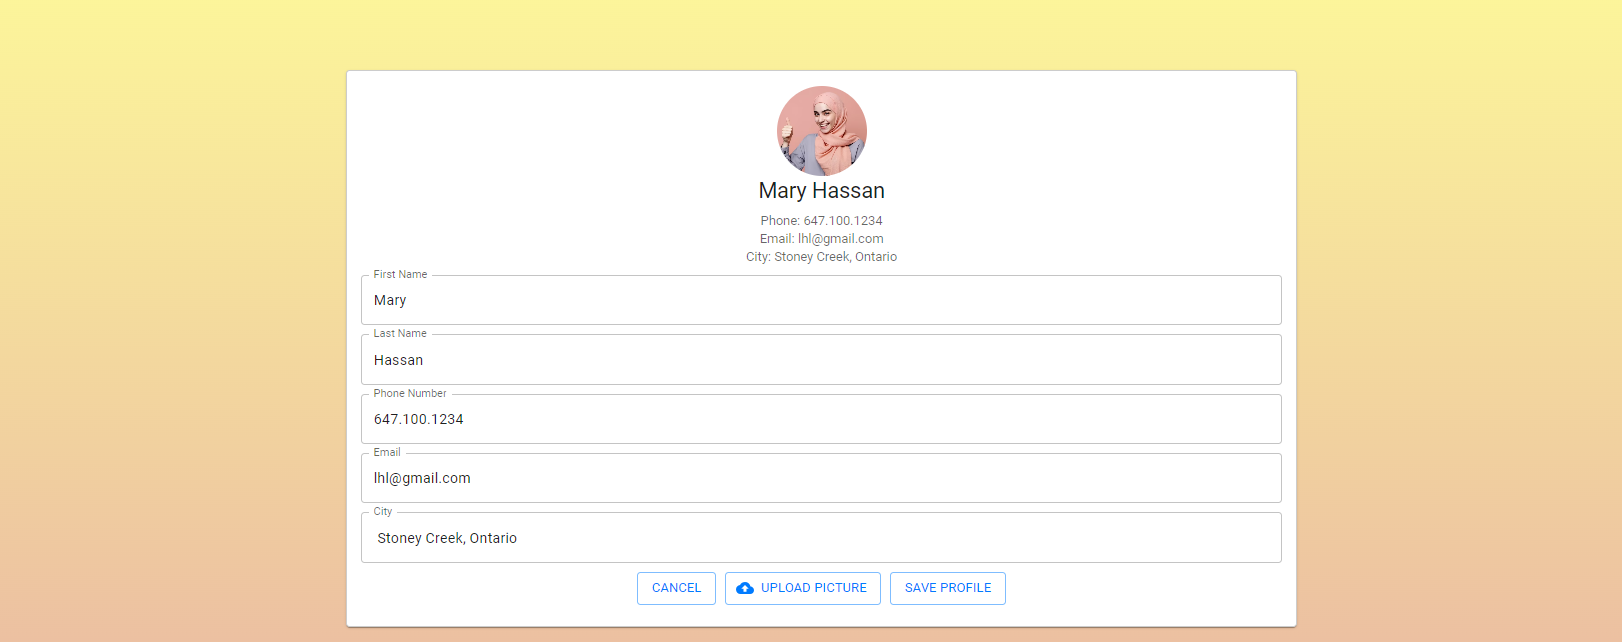 Mary Hassan
Phone: 647.100.1234
Email: lhl@gmail.com
City: Stoney Creek, Ontario
First Name
Mary
Last Name
Hassan
Phone Number
647.100.1234
Email
lhl@gmail.com
City
Stoney Creek, Ontario
CANCEL UPLOAD PICTURE SAVE PROFILE